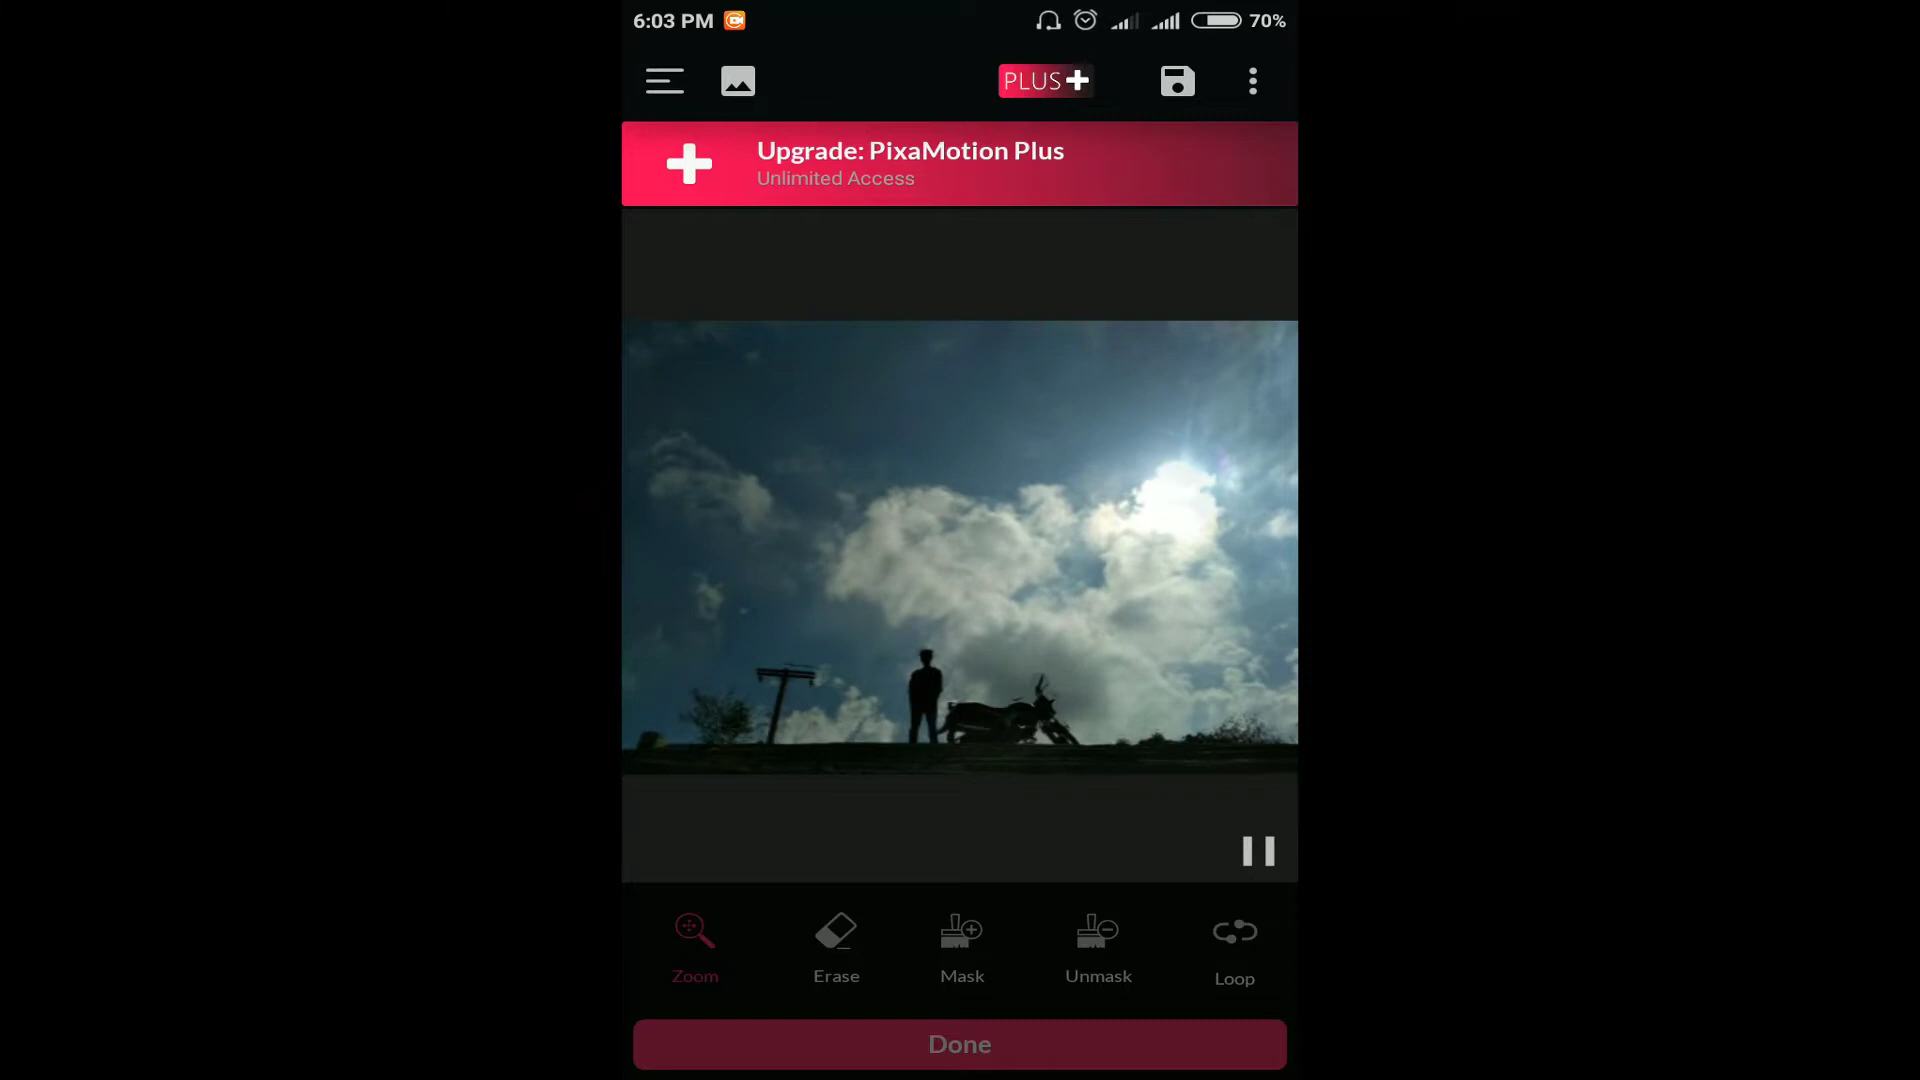 6:03 PM 70%
PLUS
Upgrade: PixaMotion Plus
Unlimited Access
Zoom Erase Mask Unmask Loop
Done